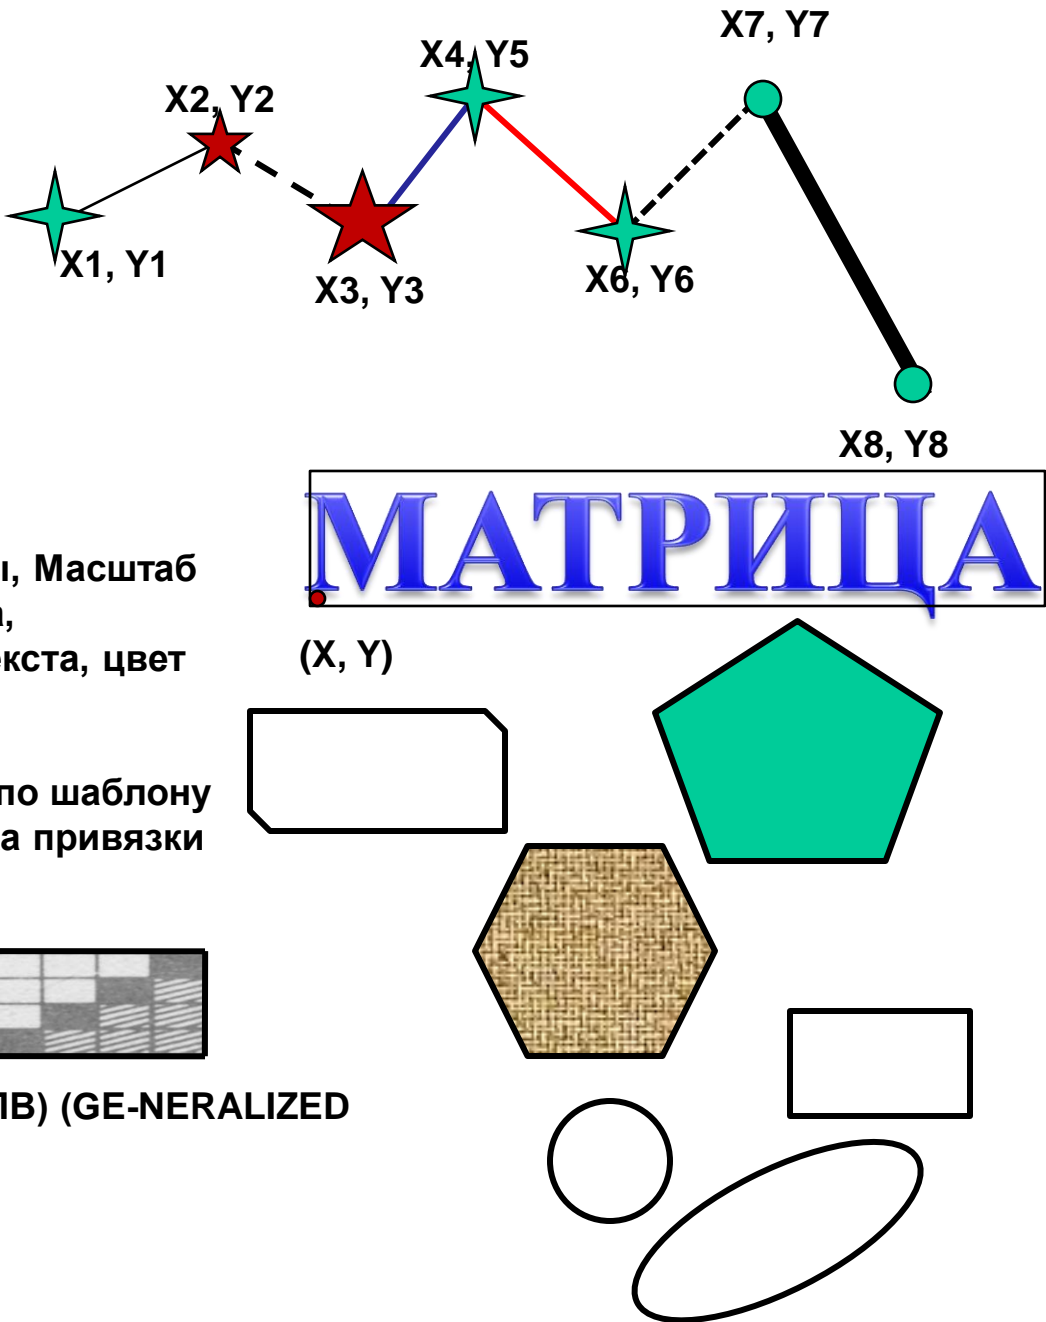 X7, Y7
X4, Y5
X2, Y2
X1, Y1
X3, Y3
X6, Y6
X8, Y8
МАТРИЦА
Масштаб
(X, Y)
цвет
по шаблону
привязки
(GE-NERALIZED